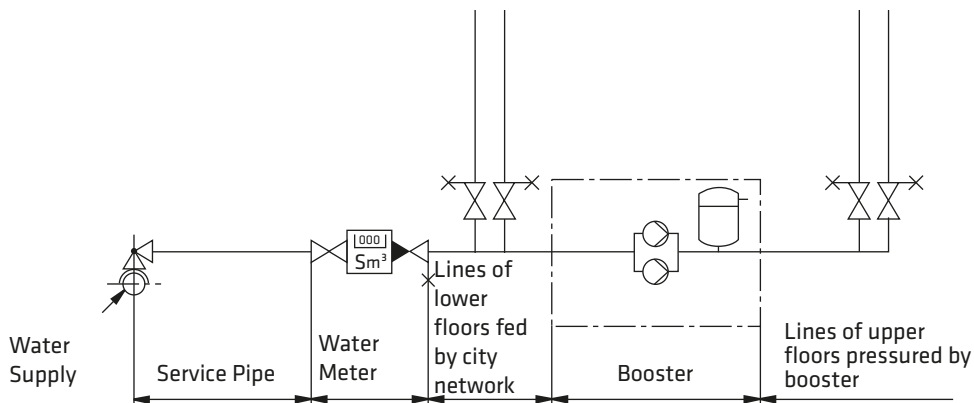 000
Sm³
Water
Supply
Service Pipe
Water
Meter
Lines of
lower
floors fed
by city
network
Booster
Lines of upper
floors pressured by
booster